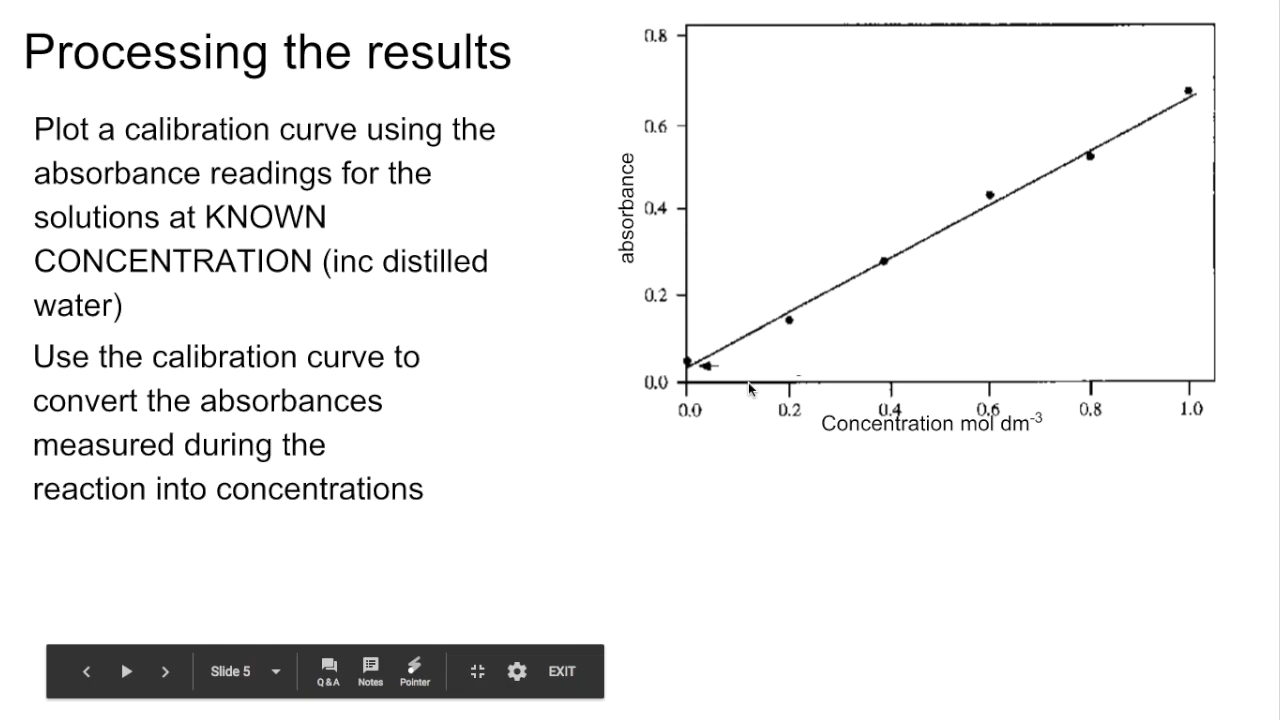 Processing the results
Plot a calibration curve using the
absorbance readings for the
solutions at KNOWN
CONCENTRATION (inc distilled
water)
Use the calibration curve to
convert the absorbances
measured during the
reaction into concentrations
0.8
0.6
0.4
0.2
0.0
absorbance
0.0 0.2 0.4 0.6 0.8 1.0
Concentration mol dm-3
Slide 5
Q&A Notes Pointer EXIT